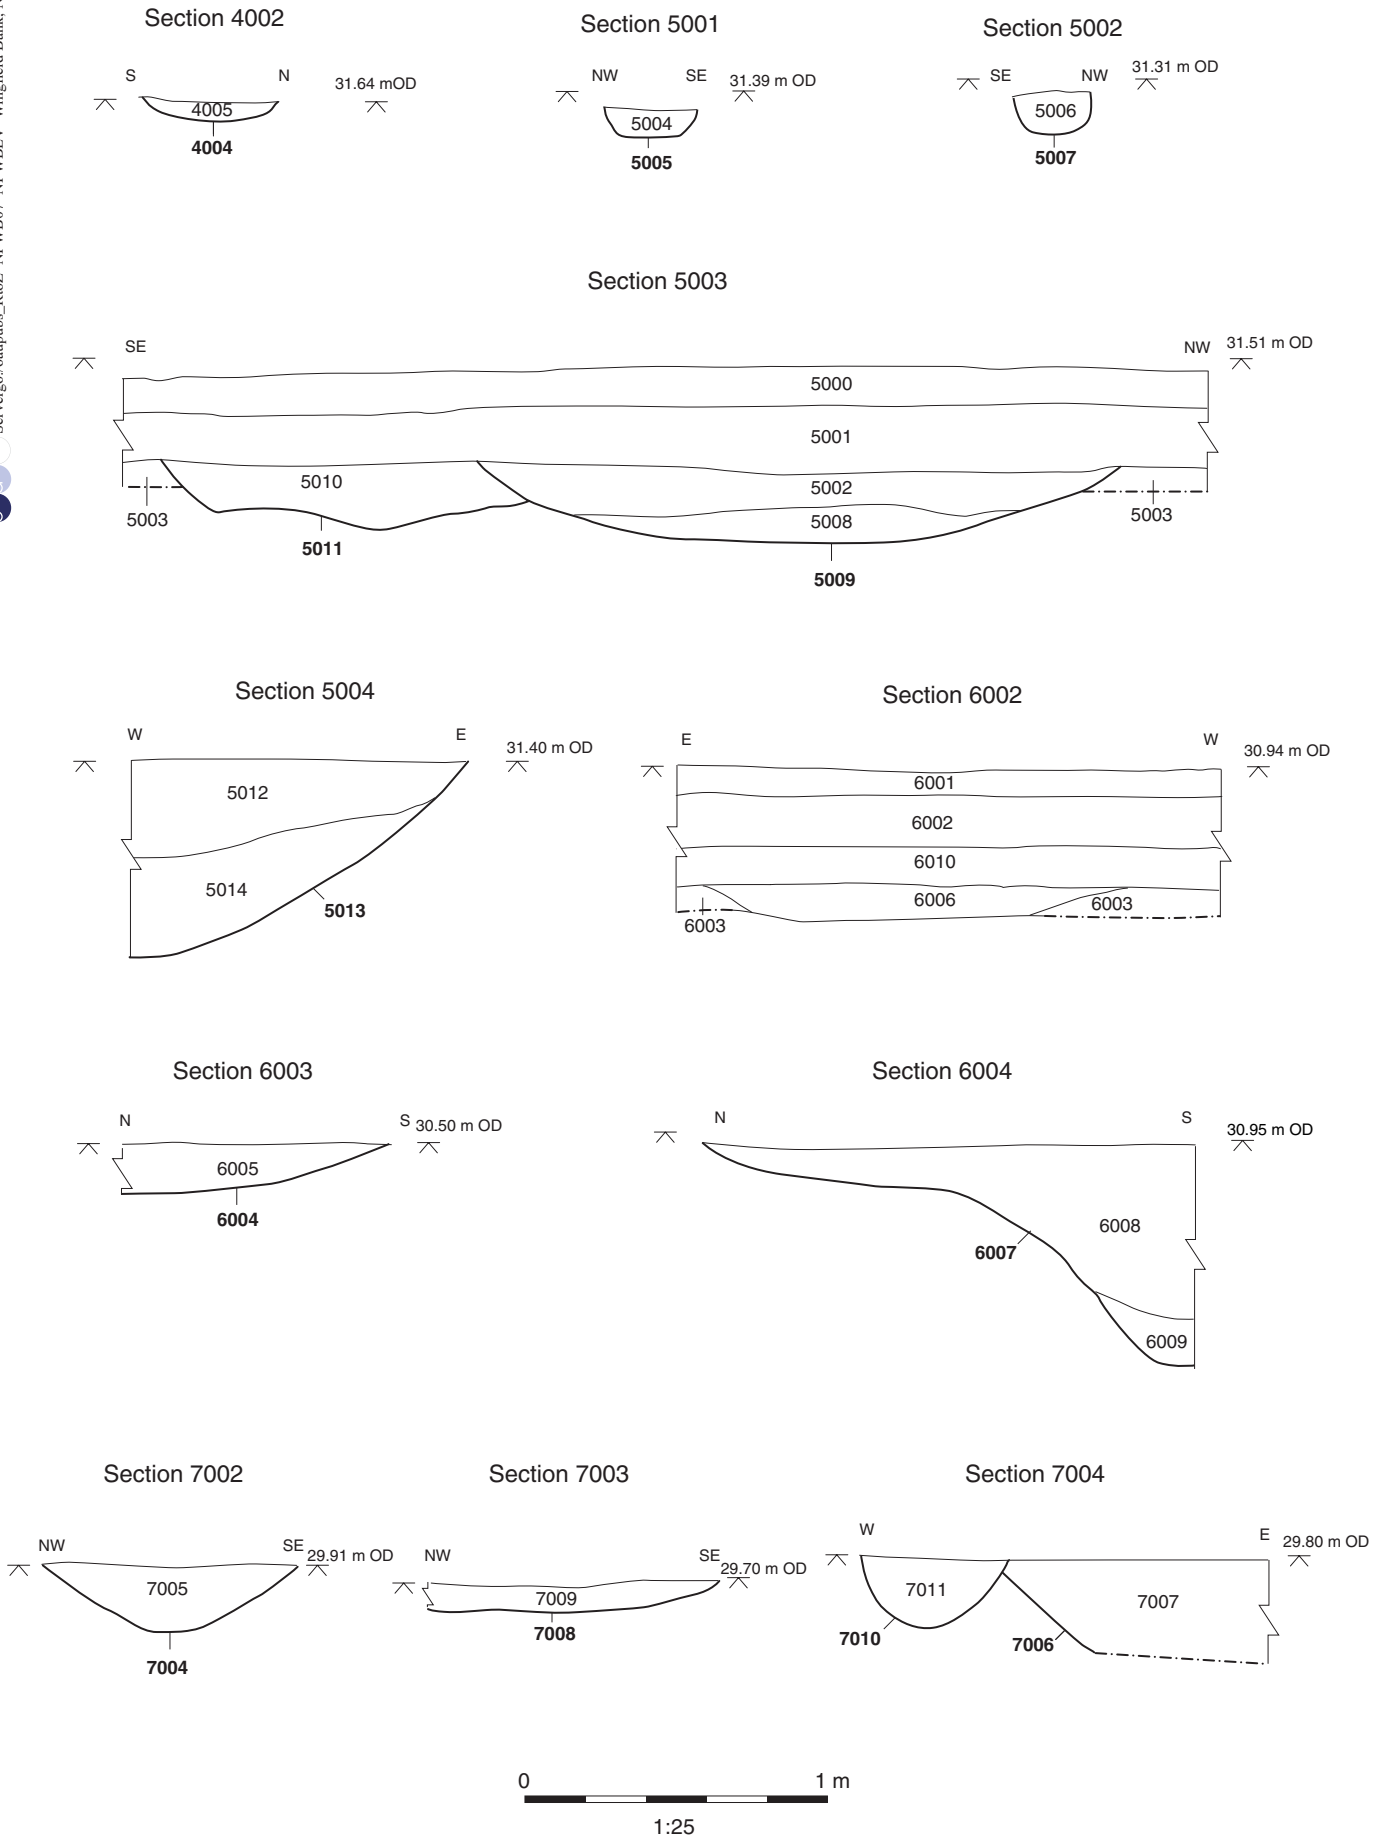 Section 4002
S N 31.64 mOD
4005
4004
Section 5001
NW SE 31.39 m OD
5004
5005
Section 5002
SE NW 31.31 m OD
5006
5007
Section 5003
SE NW 31.51 m OD
5000
5001
5010
5002
5008
5003
5003
5011
5009
Section 5004
W E 31.40 m OD
5012
5014
5013
Section 6002
E W 30.94 m OD
6001
6002
6010
6006
6003
6003
Section 6003
N S 30.50 m OD
6005
6004
Section 6004
N S 30.95 m OD
6008
6007
6009
Section 7002
NW SE 29.91 m OD
7005
7004
Section 7003
NW SE 29.70 m OD
7009
7008
Section 7004
W E 29.80 m OD
7011
7007
7010
7006
0 1 m
1:25